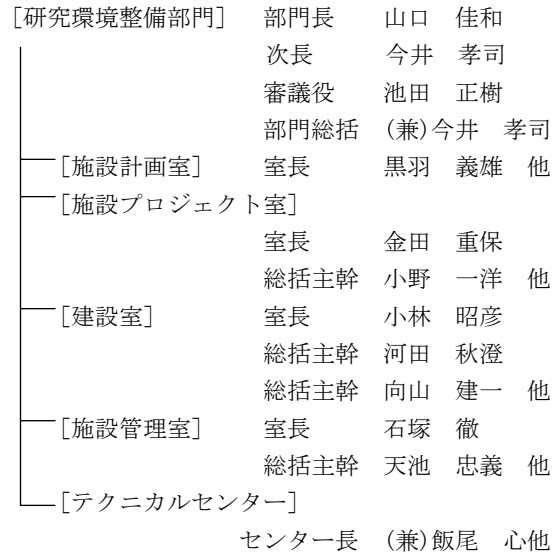 [研究環境整備部門] 部門長 山口 佳和
次長 今井 孝司
審議役 池田 正樹
部門総括 (兼)今井 孝司
[施設計画室] 室長 黒羽 義雄 他
[施設プロジェクト室]
室長 金田 重保
総括主幹 小野 一洋 他
[建設室] 室長 小林 昭彦
総括主幹 河田 秋澄
総括主幹 向山 建一 他
[施設管理室] 室長 石塚 徹
総括主幹 天池 忠義 他
[テクニカルセンター]
センター長 (兼)飯尾 心他